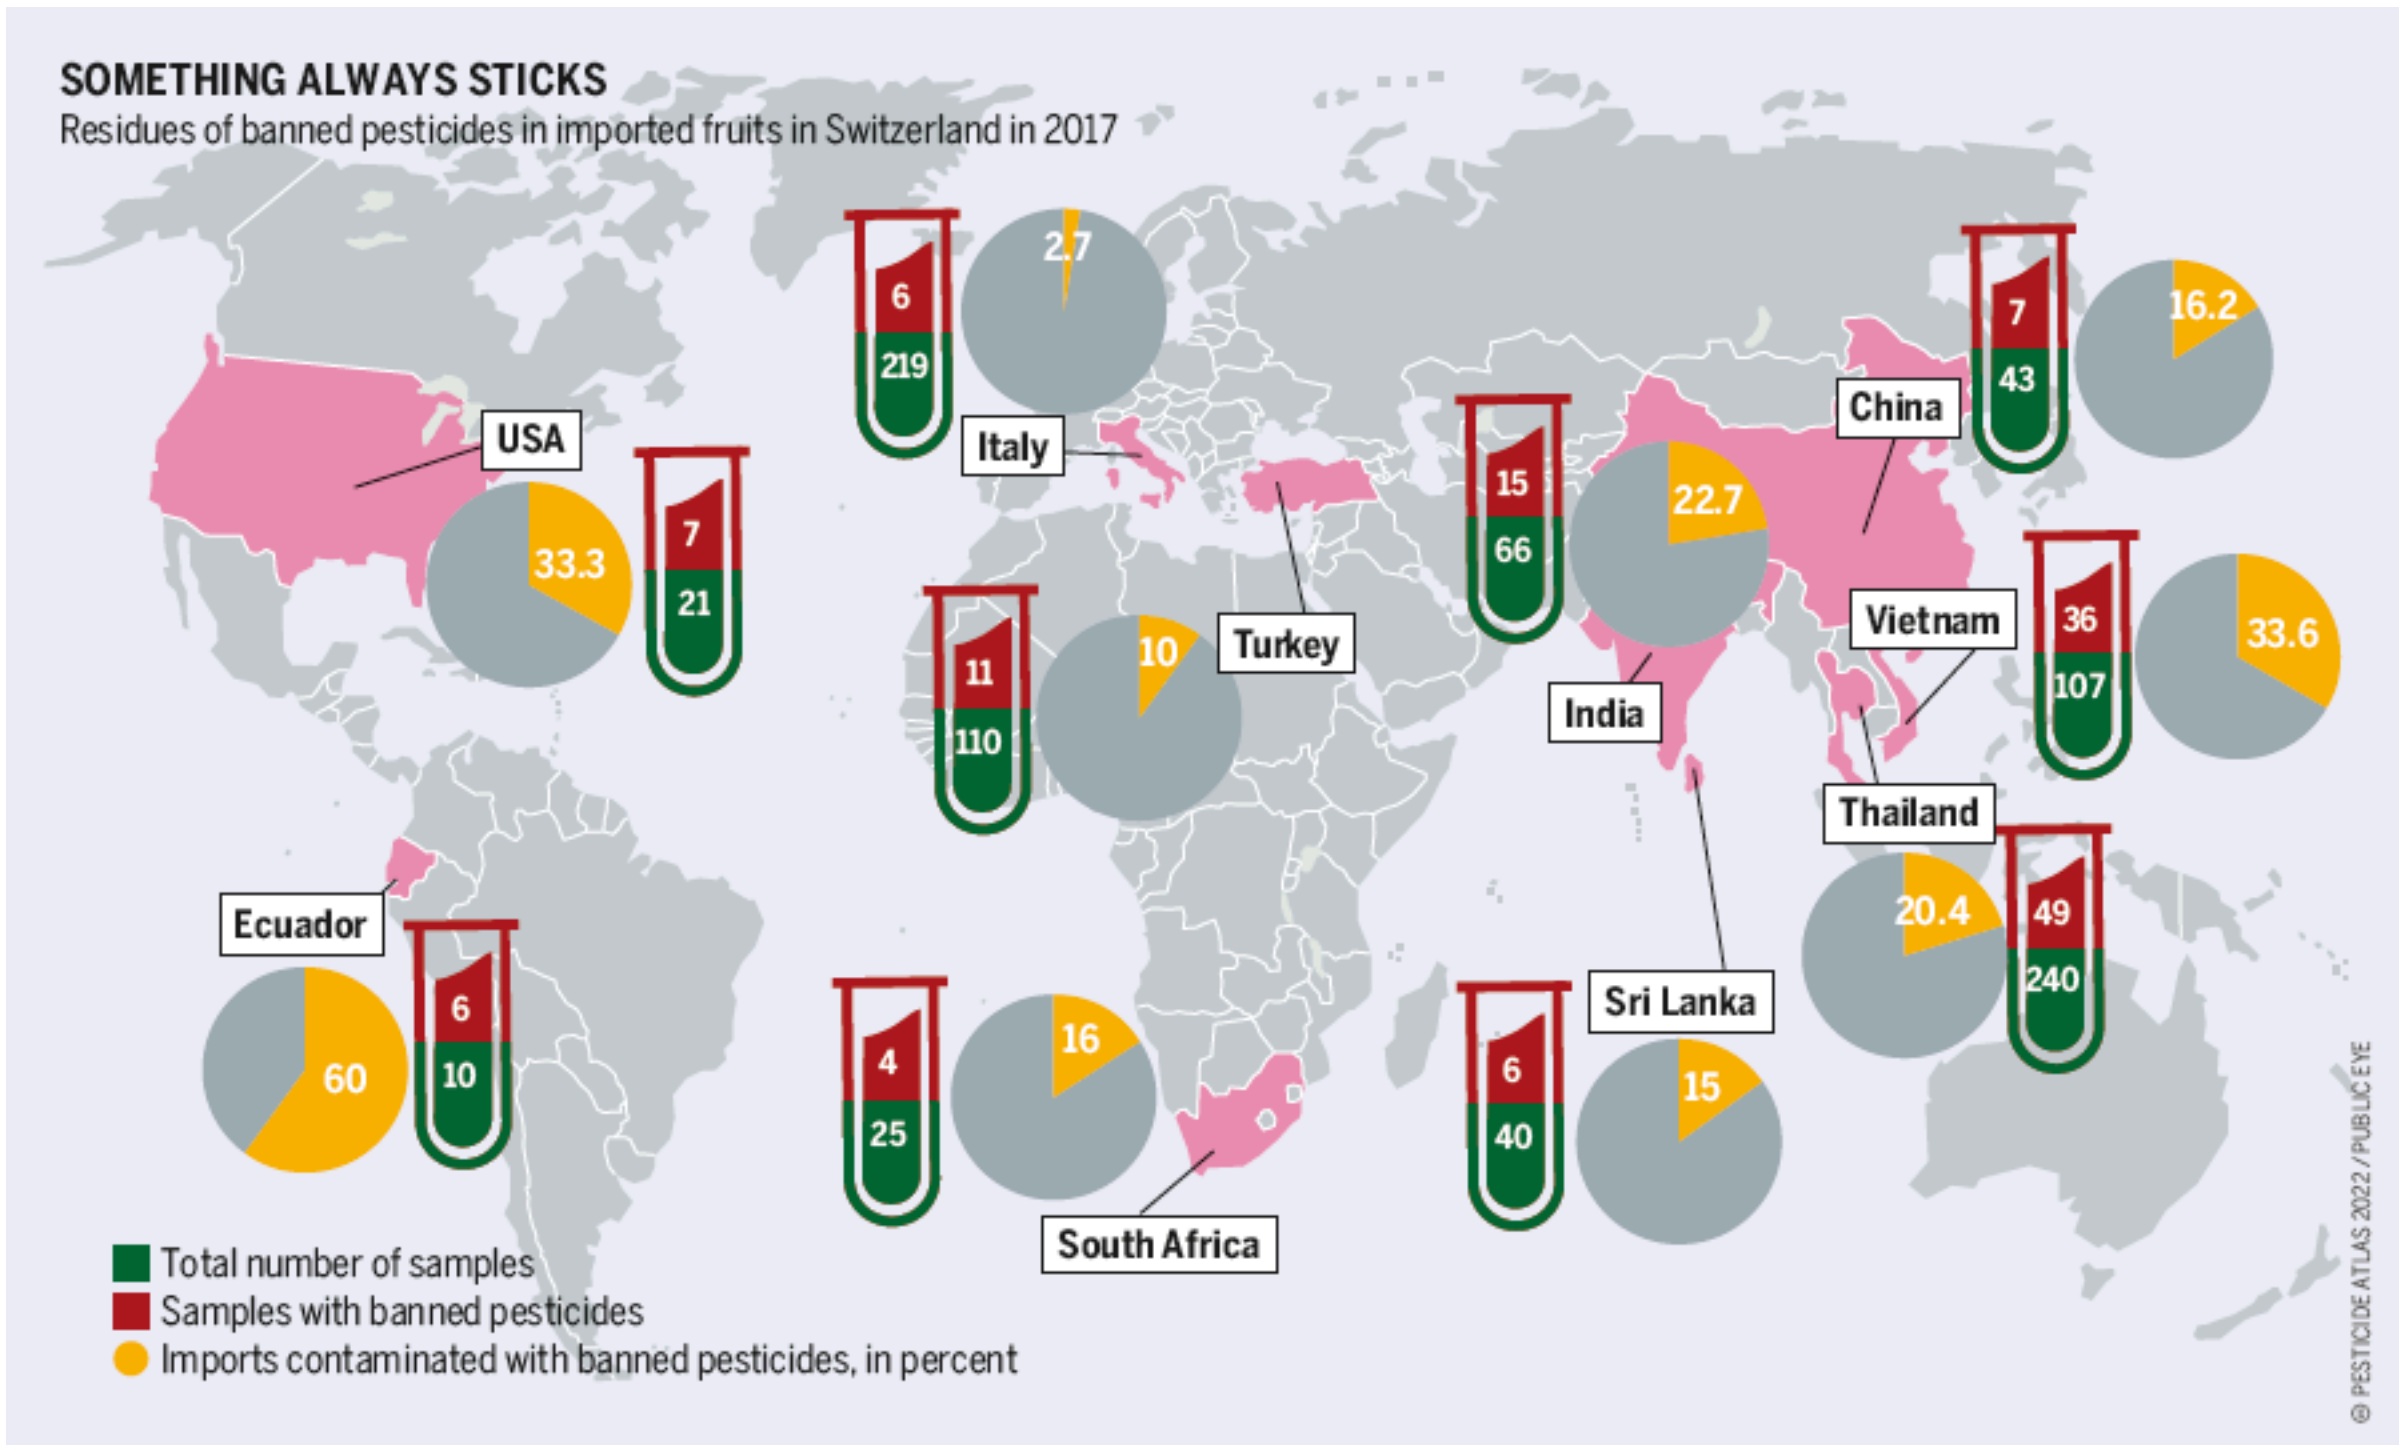 SOMETHING ALWAYS STICKS
Residues of banned pesticides in imported fruits in Switzerland in 2017
USA
33.3
7
21
6
219
2.7
Italy
11
110
10
Turkey
15
66
22.7
India
China
7
43
16.2
Vietnam
36
107
33.6
Thailand
20.4
49
240
Ecuador
60
6
10
4
25
16
South Africa
6
40
Sri Lanka
15
Total number of samples
Samples with banned pesticides
Imports contaminated with banned pesticides, in percent
© PESTICIDE ATLAS 2022 / PUBLIC EYE